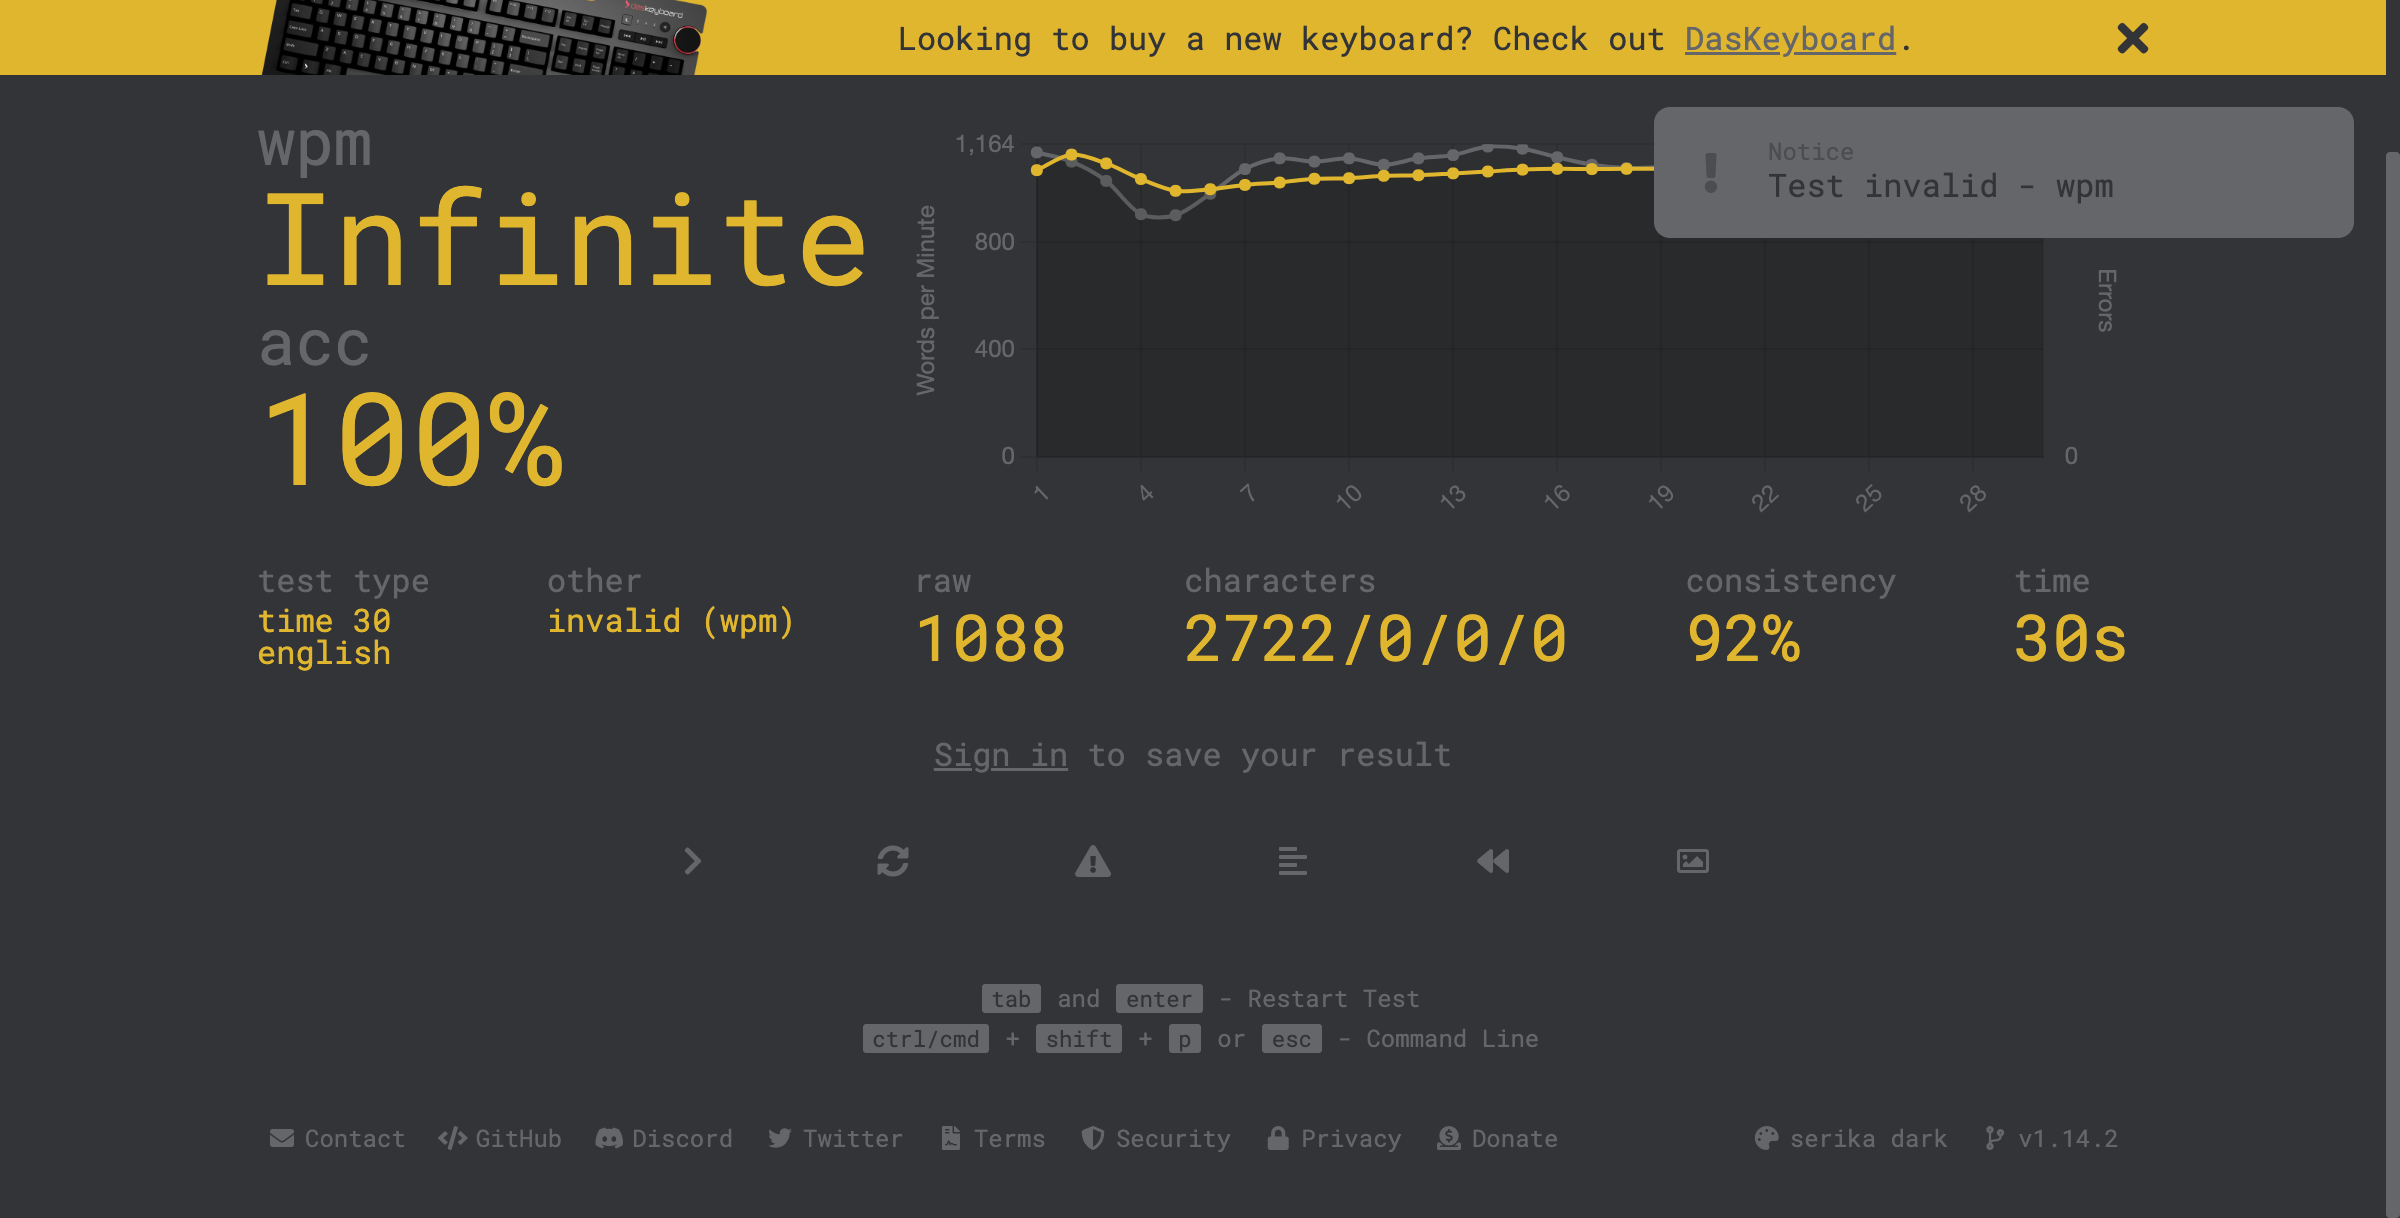 daskeyboard
Looking to buy a new keyboard? Check out DasKeyboard.
wpm
Infinite
acc
100%
Notice
Test invalid - wpm
Words per Minute
1,164
800
400
0
Errors
0
1 4 7 10 13 16 19 22 25 28
test type
time 30
english
other
invalid (wpm)
raw
1088
characters
2722/0/0/0
consistency
92%
time
30s
Sign in to save your result
tab and enter - Restart Test
ctrl/cmd + shift + p or esc - Command Line
Contact GitHub Discord Twitter Terms Security Privacy Donate serika dark v1.14.2